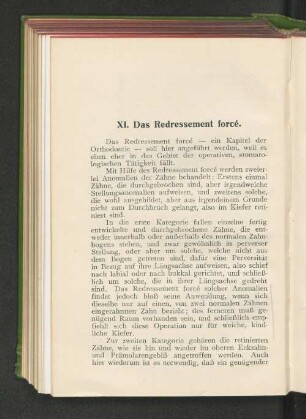 XI. Das Redressement forcé.
Das Redressement forcé — ein Kapitel der
Orthodontie — soll hier angeführt werden, weil es
eben eher in das Gebiet der operativen, stomato-
logischen Tätigkeit fällt.
Mit Hilfe des Redressement forcé werden zweier-
lei Anomalien der Zähne behandelt: Erstens einmal
Zähne, die durchgebrochen sind, aber irgendwelche
Stellungsanomalien aufweisen, und zweitens solche,
die wohl ausgebildet, aber aus irgendeinem Grunde
nicht zum Durchbruch gelangt, also im Kiefer reti-
niert sind.
In die erste Kategorie fallen einzelne fertig
entwickelte und durchgebrochene Zähne, die ent-
weder innerhalb oder außerhalb des normalen Zahn-
bogens stehen, und zwar gewöhnlich in perverser
Stellung, oder aber um solche, welche nicht aus
dem Bogen getreten sind, dafür eine Perversität
in Bezug auf ihre Längsachse aufweisen, also schief
nach labial oder nach bukkal gerichtet, und schließ-
lich um solche, die in ihrer Längsachse gedreht
sind. Das Redressement forcé solcher Anomalien
findet jedoch bloß seine Anwendung, wenn sich
dieselbe nur auf einen, von zwei normalen Zähnen
eingerahmten Zahn bezieht; des ferneren muß ge-
nügend Raum vorhanden sein, und schließlich emp-
fiehlt sich diese Operation nur für weiche, kind-
liche Kiefer.
Zur zweiten Kategorie gehören die retinierten
Zähne, wie sie hin und wieder im oberen Eckzahn-
und Prämolarengebiß angetroffen werden. Auch
hier wiederum ist es notwendig, daß ein genügender